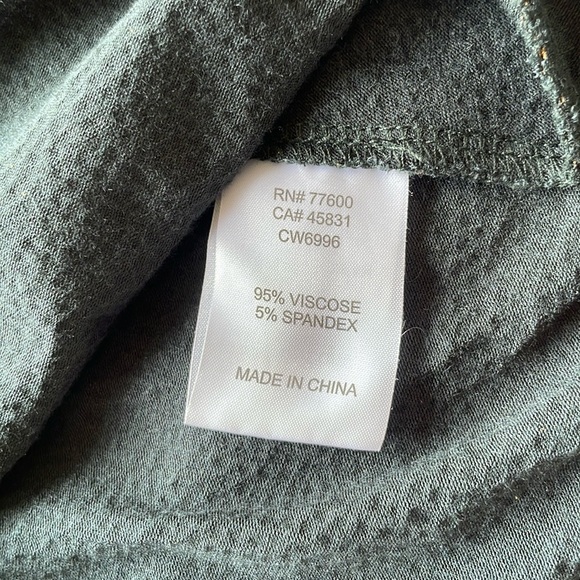 RN# 77600
CA# 45831
CW6996
95% VISCOSE
5% SPANDEX
MADE IN CHINA